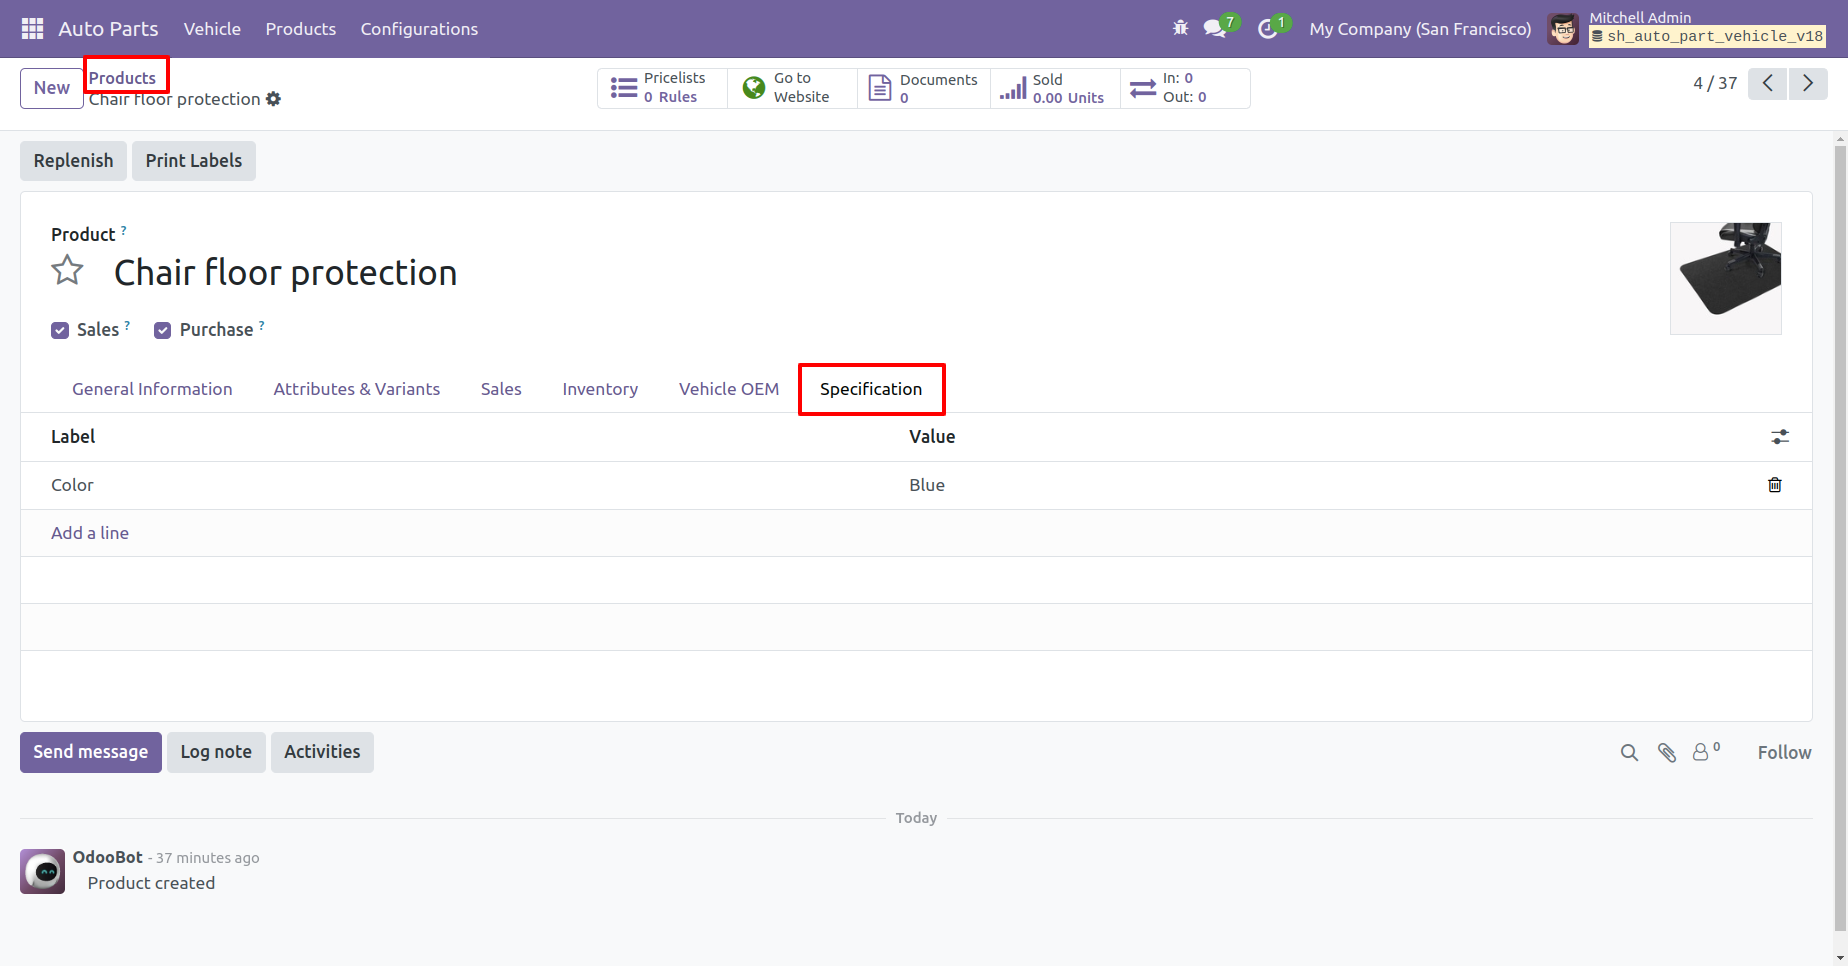 Auto Parts Vehicle Products Configurations 7 1 My Company (San Francisco) Mitchell Admin
sh_auto_part_vehicle_v18
New Products
Chair floor protection
Pricelists
0 Rules
Go to
Website
Documents
0
Sold
0.00 Units
In: 0
Out: 0
4 / 37
Replenish Print Labels
Product ?
Chair floor protection
Sales ? Purchase ?
General Information Attributes & Variants Sales Inventory Vehicle OEM Specification
Label Value
Color Blue
Add a line
Send message Log note Activities 0 Follow
Today
OdooBot - 37 minutes ago
Product created